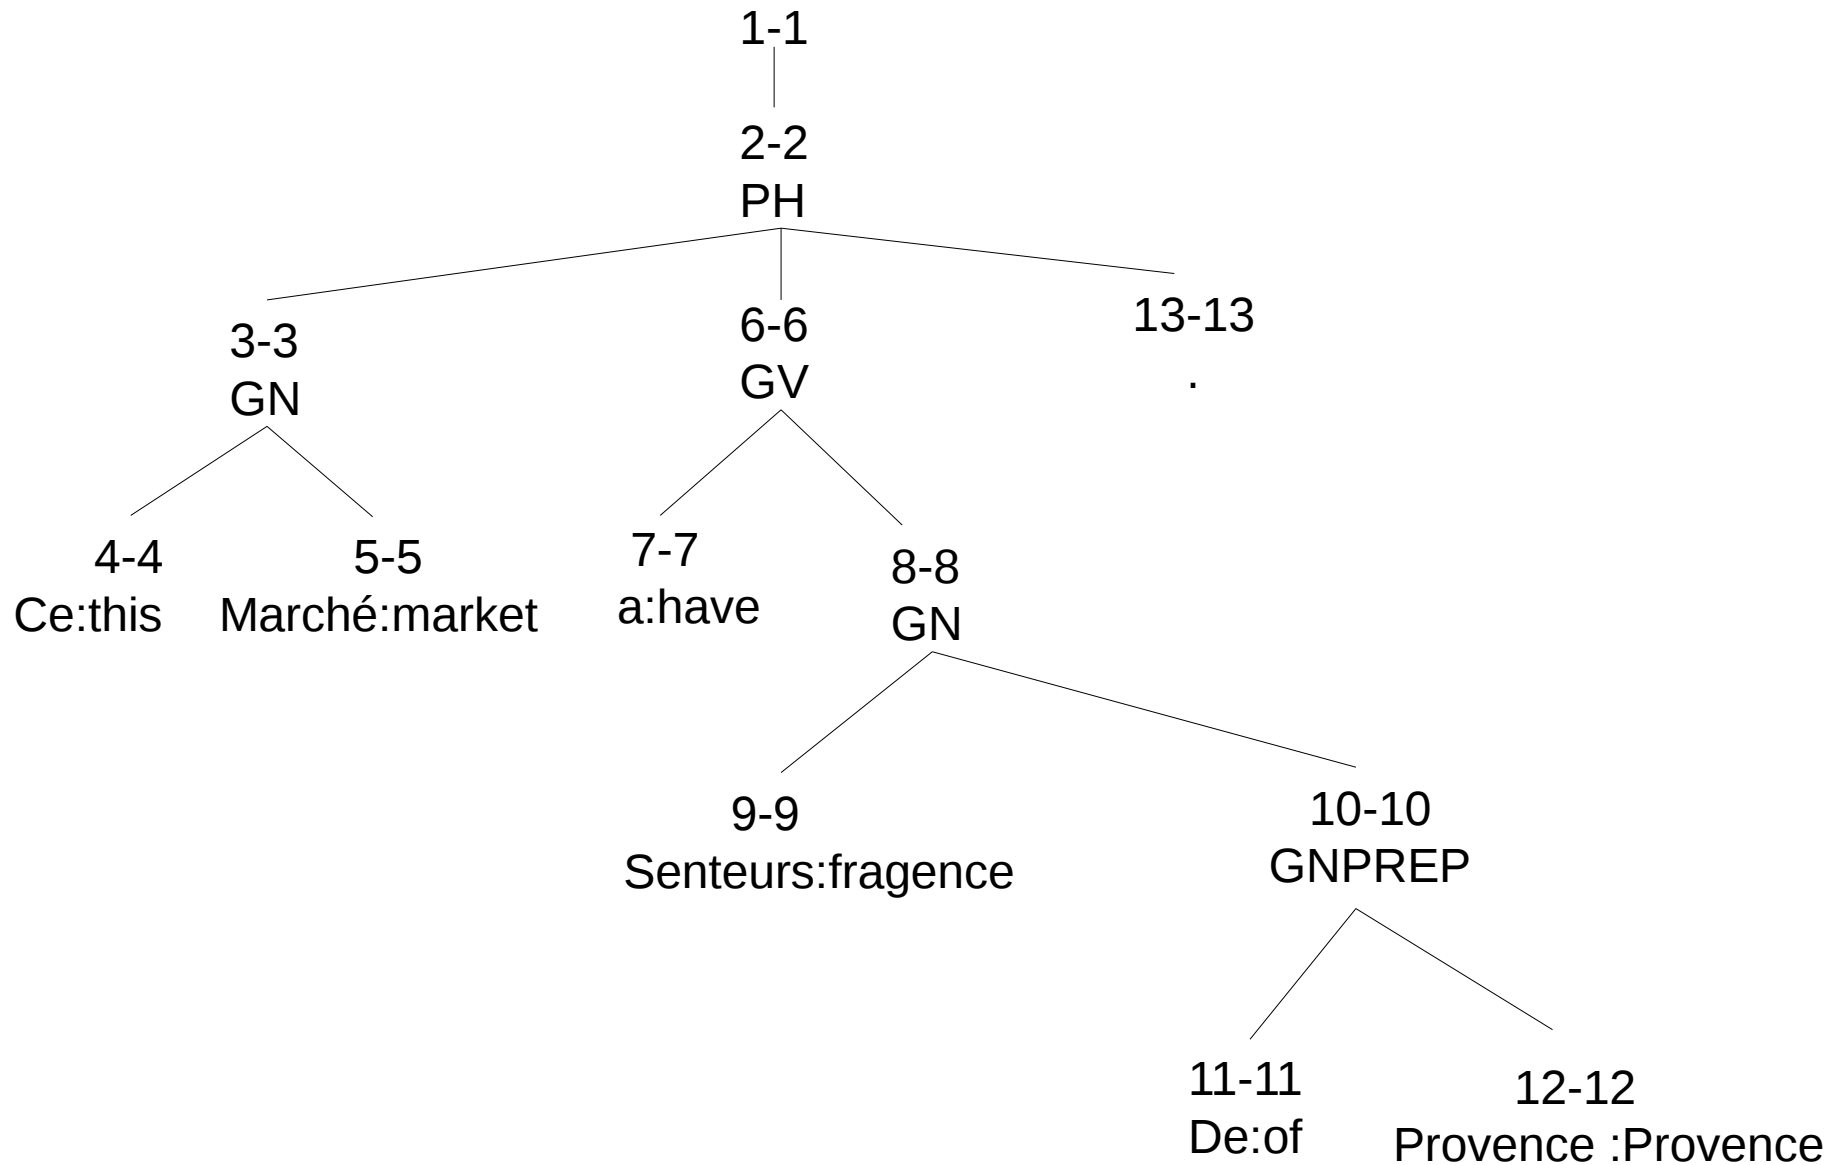 1-1
2-2
PH
3-3
GN
6-6
GV
13-13
.
4-4
Ce:this
5-5
Marché:market
7-7
a:have
8-8
GN
9-9
Senteurs:fragence
10-10
GNPREP
11-11
De:of
12-12
Provence :Provence